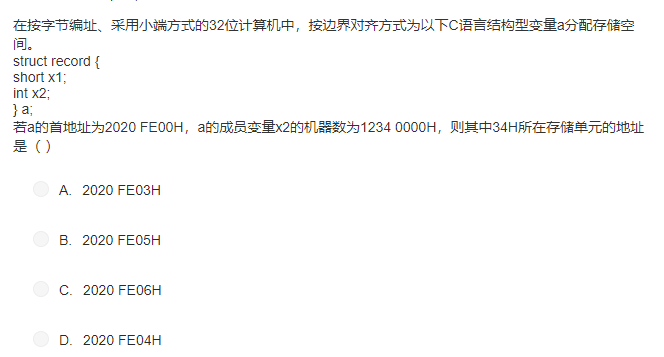 在按字节编址、采用小端方式的32位计算机中，按边界对齐方式为以下C语言结构型变量a分配存储空
间。
struct record {
short x1;
int x2;
} a;
若a的首地址为2020 FE00H，a的成员变量x2的机器数为1234 0000H，则其中34H所在存储单元的地址
是（ ）
A. 2020 FE03H
B. 2020 FE05H
C. 2020 FE06H
D. 2020 FE04H